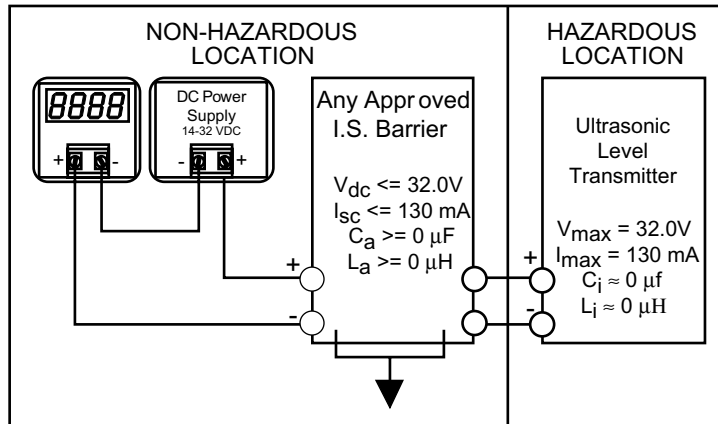 NON-HAZARDOUS
LOCATION
HAZARDOUS
LOCATION
8888
+ -
DC Power
Supply
14-32 VDC
- +
Any Approved
I.S. Barrier
Vdc <= 32.0V
Isc <= 130 mA
Ca >= 0 µF
La >= 0 µH
+
-
Ultrasonic
Level
Transmitter
Vmax = 32.0V
Imax = 130 mA
Ci ≈ 0 µf
Li ≈ 0 µH
+
-